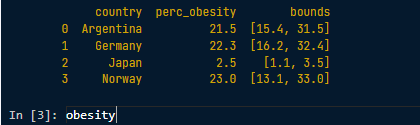 country perc_obesity bounds
0 Argentina 21.5 [15.4, 31.5]
1 Germany 22.3 [16.2, 32.4]
2 Japan 2.5 [1.1, 3.5]
3 Norway 23.0 [13.1, 33.0]
In [3]: obesity